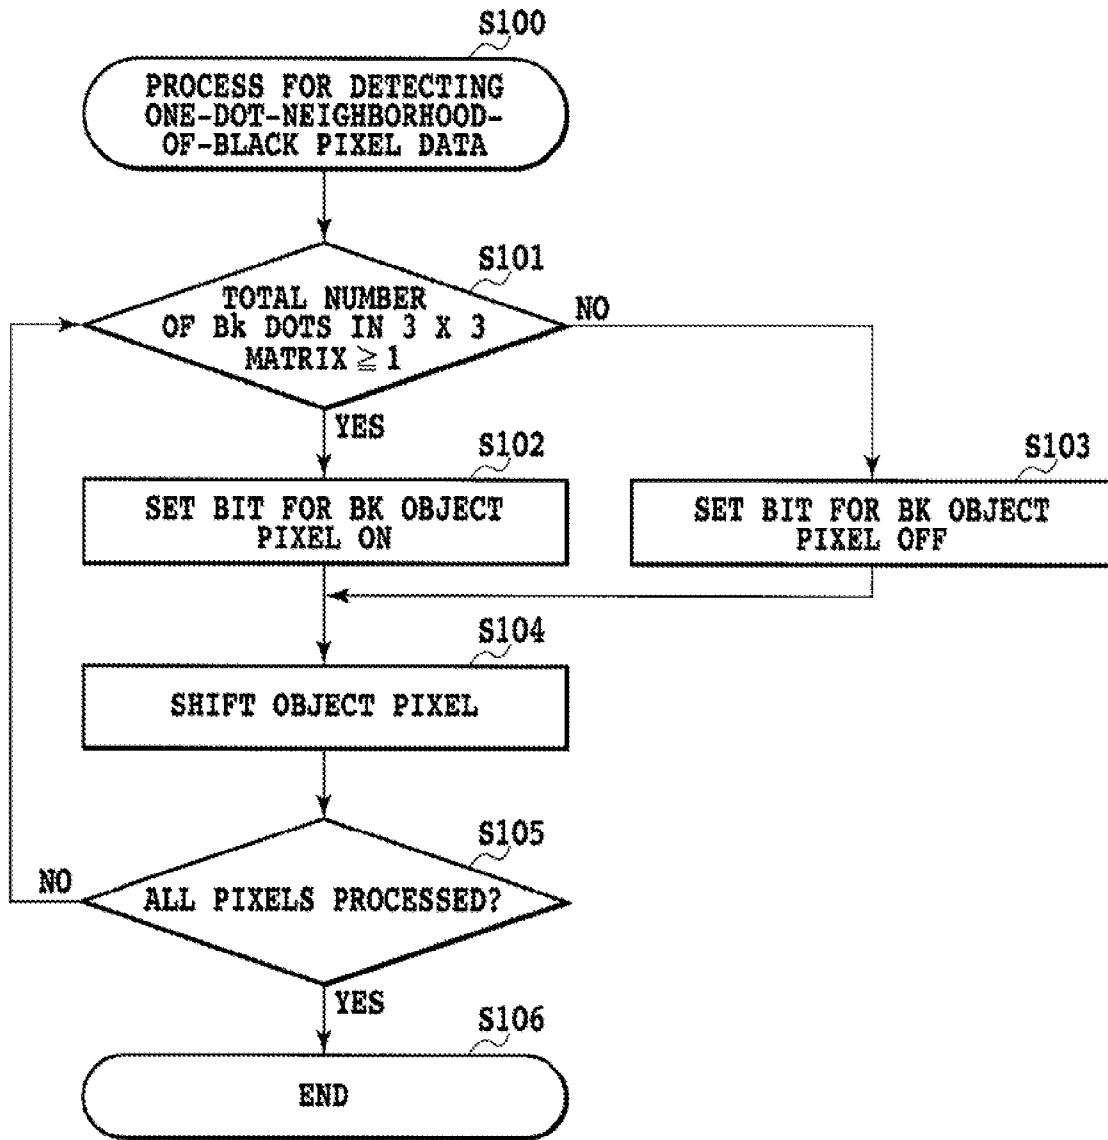 S100
PROCESS FOR DETECTING
ONE-DOT-NEIGHBORHOOD-
OF-BLACK PIXEL DATA
S101
TOTAL NUMBER
OF Bk DOTS IN 3 X 3
MATRIX ≧ 1
NO
YES
S102
SET BIT FOR BK OBJECT
PIXEL ON
S103
SET BIT FOR BK OBJECT
PIXEL OFF
S104
SHIFT OBJECT PIXEL
S105
ALL PIXELS PROCESSED?
NO
YES
S106
END